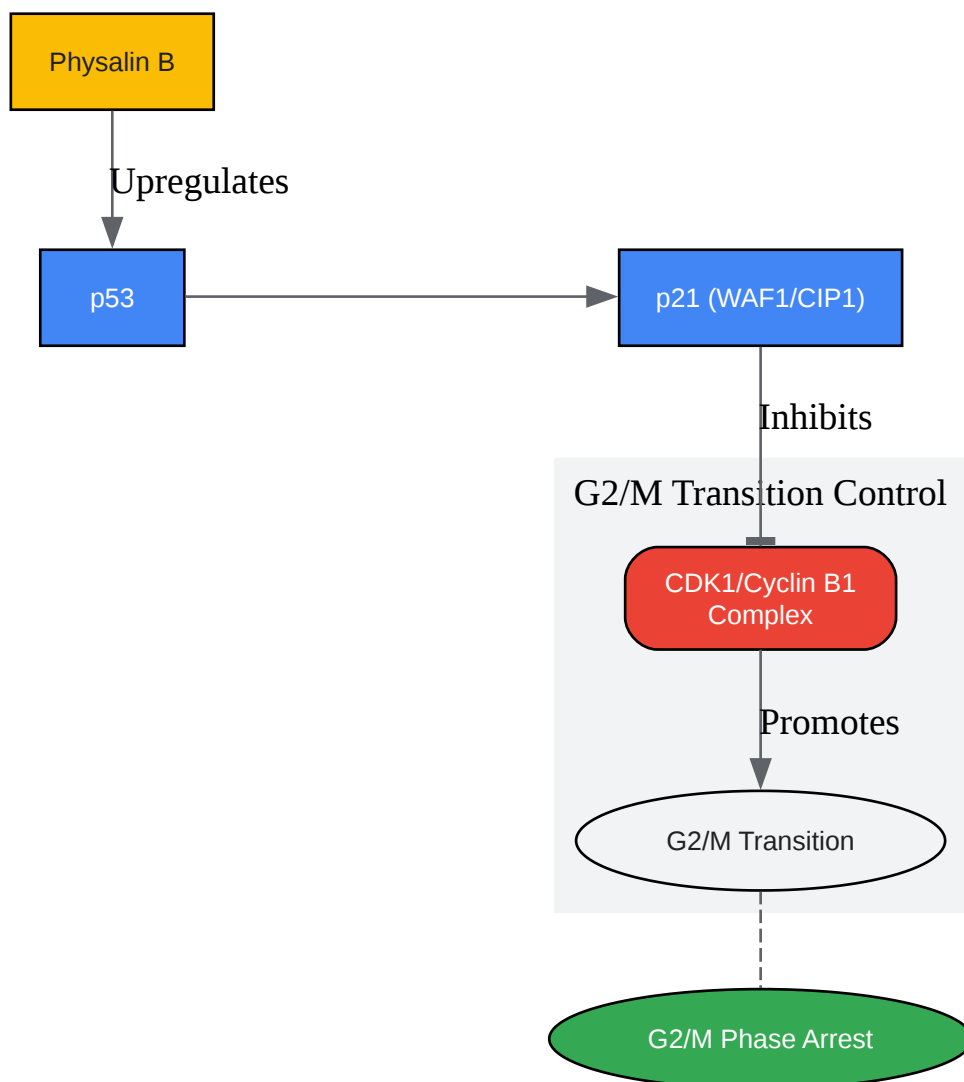 Physalin B
Upregulates
p53
p21 (WAF1/CIP1)
Inhibits
G2/M Transition Control
CDK1/Cyclin B1
Complex
Promotes
G2/M Transition
G2/M Phase Arrest